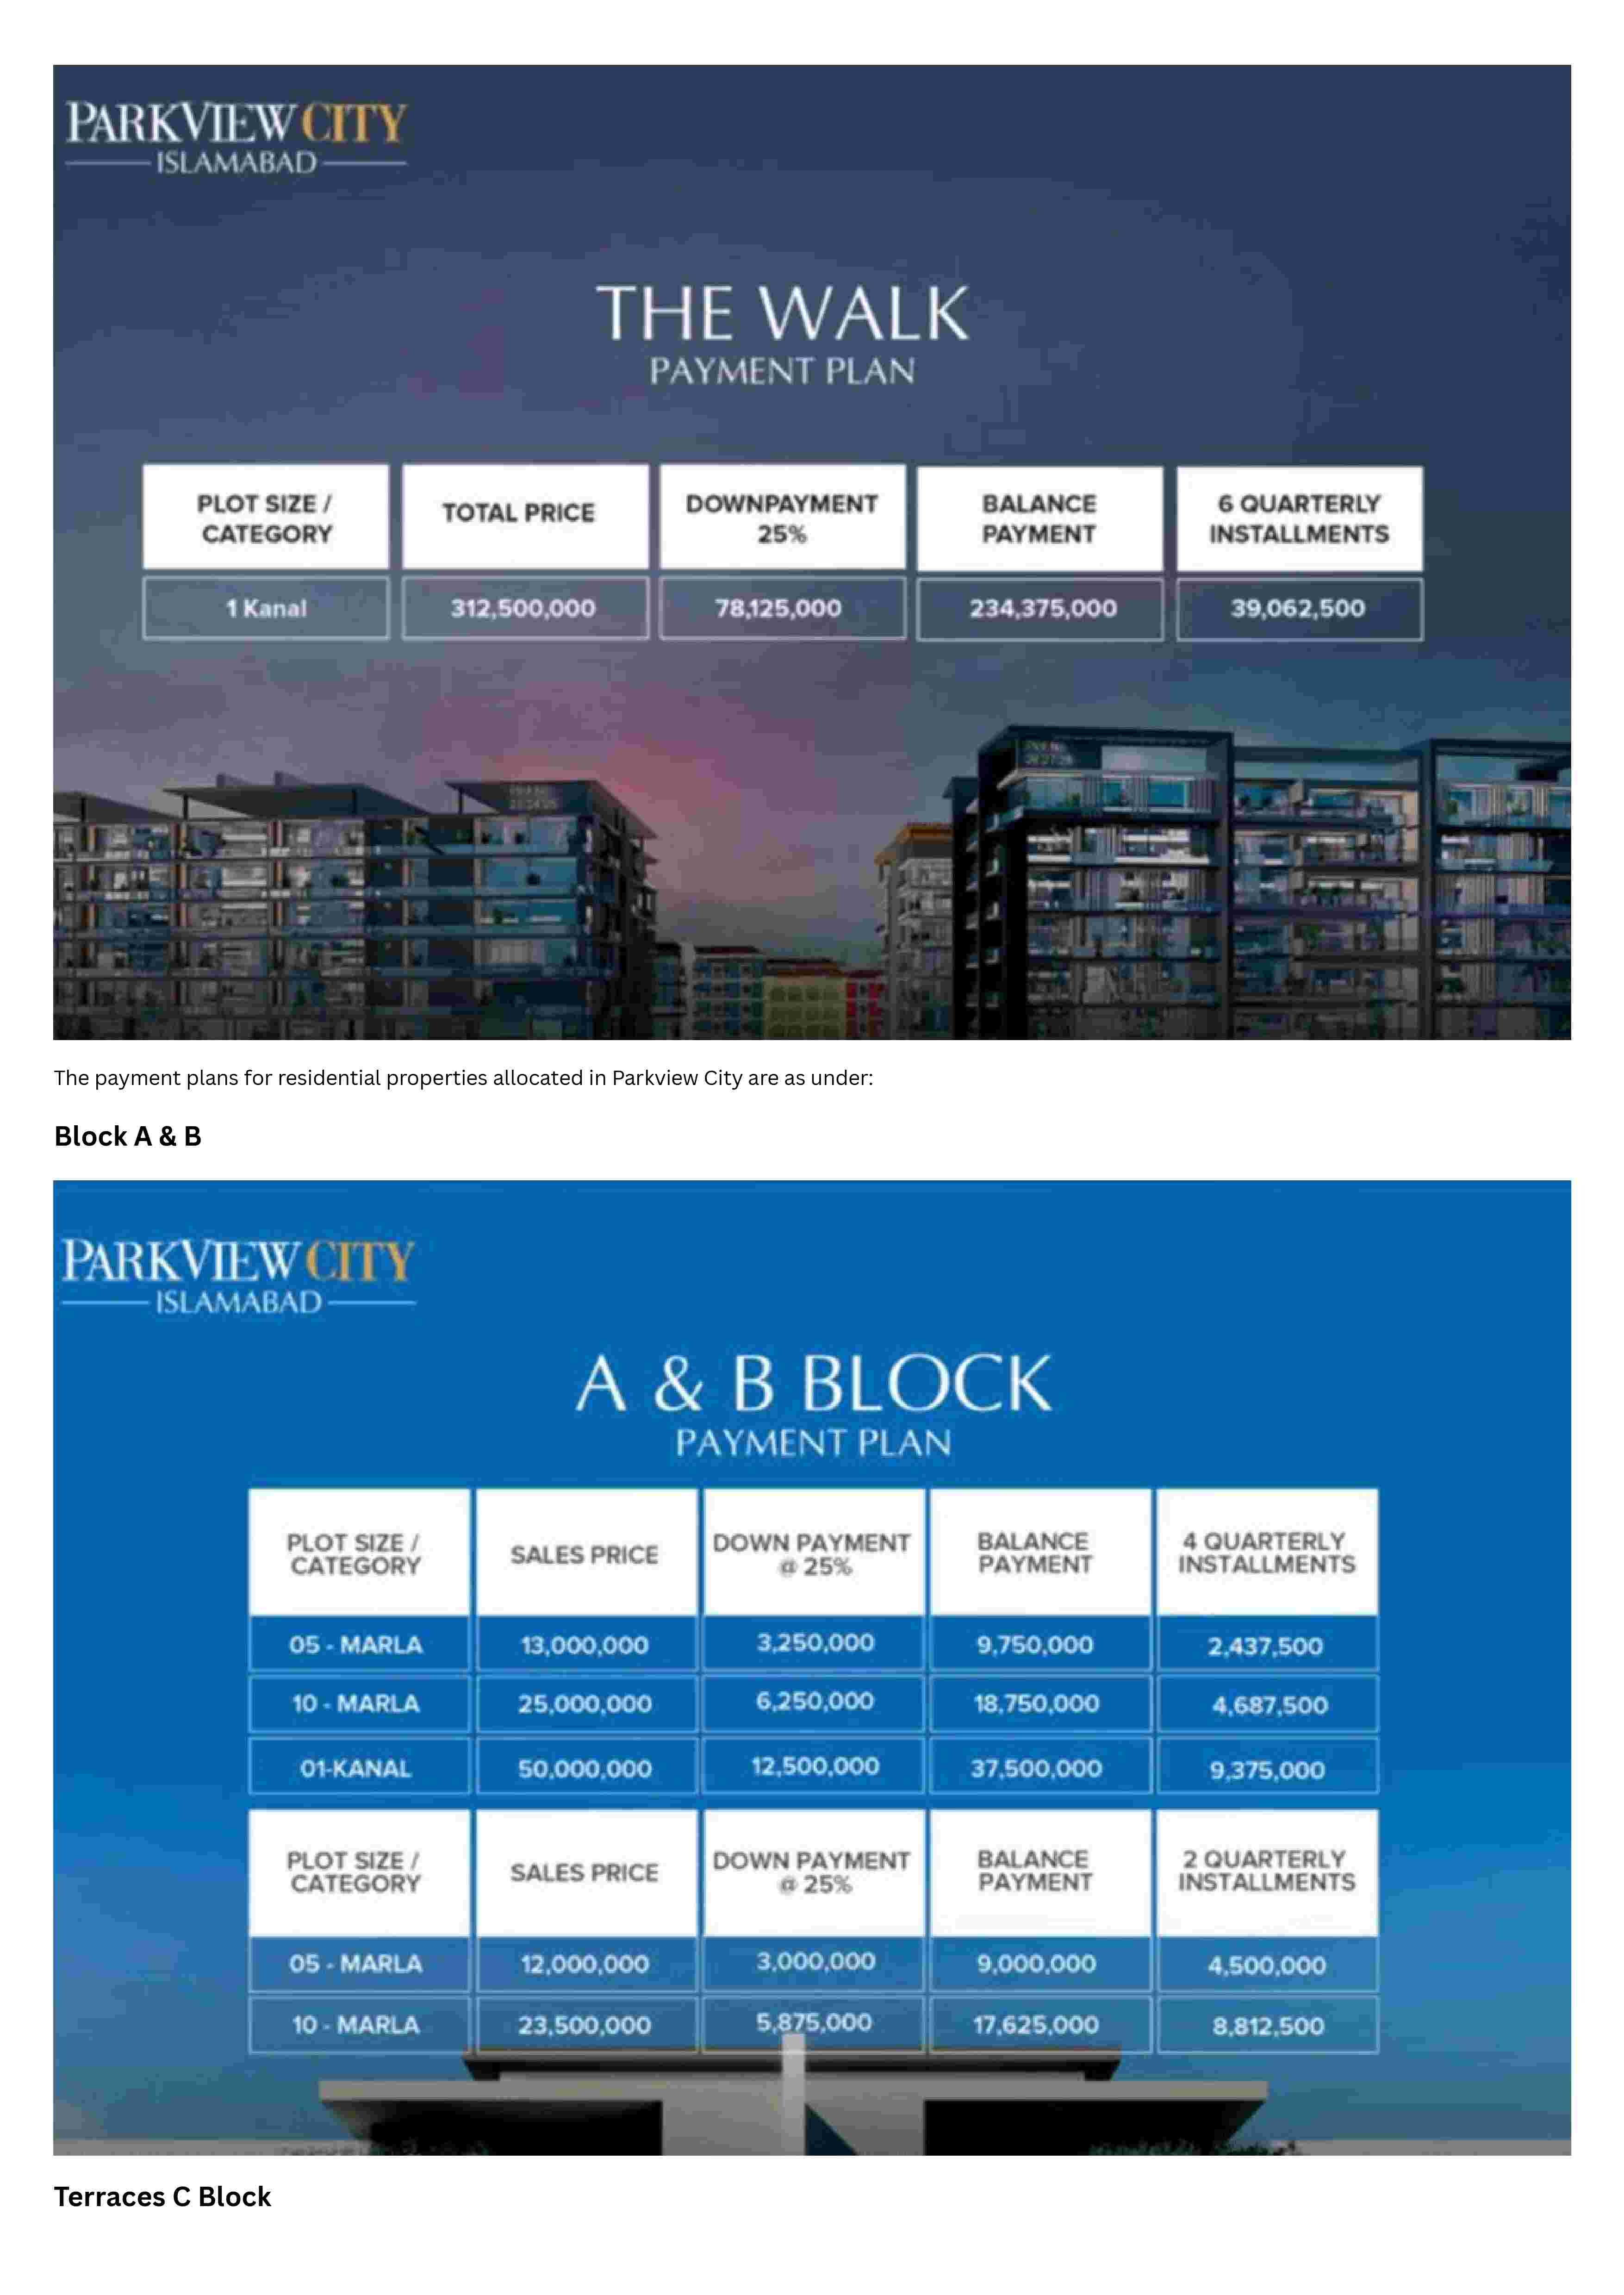 PARKVIEW CITY
ISLAMABAD
THE WALK
PAYMENT PLAN
PLOT SIZE / CATEGORY TOTAL PRICE DOWNPAYMENT 25% BALANCE PAYMENT 6 QUARTERLY INSTALLMENTS
1 Kanal 312,500,000 78,125,000 234,375,000 39,062,500
The payment plans for residential properties allocated in Parkview City are as under:
Block A & B
PARKVIEW CITY
ISLAMABAD
A & B BLOCK
PAYMENT PLAN
PLOT SIZE / CATEGORY SALES PRICE DOWN PAYMENT @ 25% BALANCE PAYMENT 4 QUARTERLY INSTALLMENTS
05 - MARLA 13,000,000 3,250,000 9,750,000 2,437,500
10 - MARLA 25,000,000 6,250,000 18,750,000 4,687,500
01-KANAL 50,000,000 12,500,000 37,500,000 9,375,000
PLOT SIZE / CATEGORY SALES PRICE DOWN PAYMENT @ 25% BALANCE PAYMENT 2 QUARTERLY INSTALLMENTS
05 - MARLA 12,000,000 3,000,000 9,000,000 4,500,000
10 - MARLA 23,500,000 5,875,000 17,625,000 8,812,500
Terraces C Block